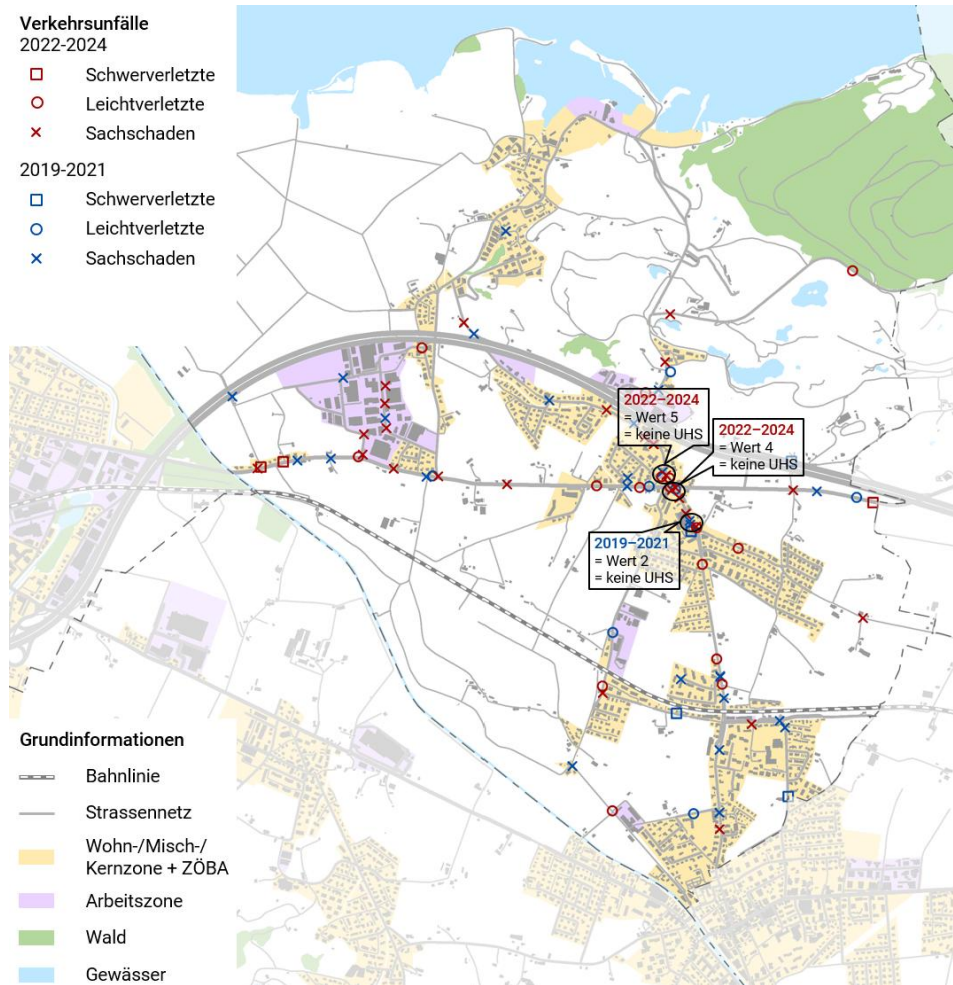 Verkehrsunfälle
2022-2024
Schwerverletzte
Leichtverletzte
Sachschaden
2019-2021
Schwerverletzte
Leichtverletzte
Sachschaden
2022–2024
= Wert 5
= keine UHS
2022–2024
= Wert 4
= keine UHS
2019–2021
= Wert 2
= keine UHS
Grundinformationen
Bahnlinie
Strassennetz
Wohn-/Misch-/
Kernzone + ZÖBA
Arbeitszone
Wald
Gewässer